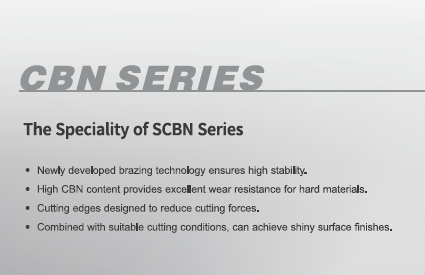 CBN SERIES
The Speciality of SCBN Series
• Newly developed brazing technology ensures high stability.
• High CBN content provides excellent wear resistance for hard materials.
• Cutting edges designed to reduce cutting forces.
• Combined with suitable cutting conditions, can achieve shiny surface finishes.